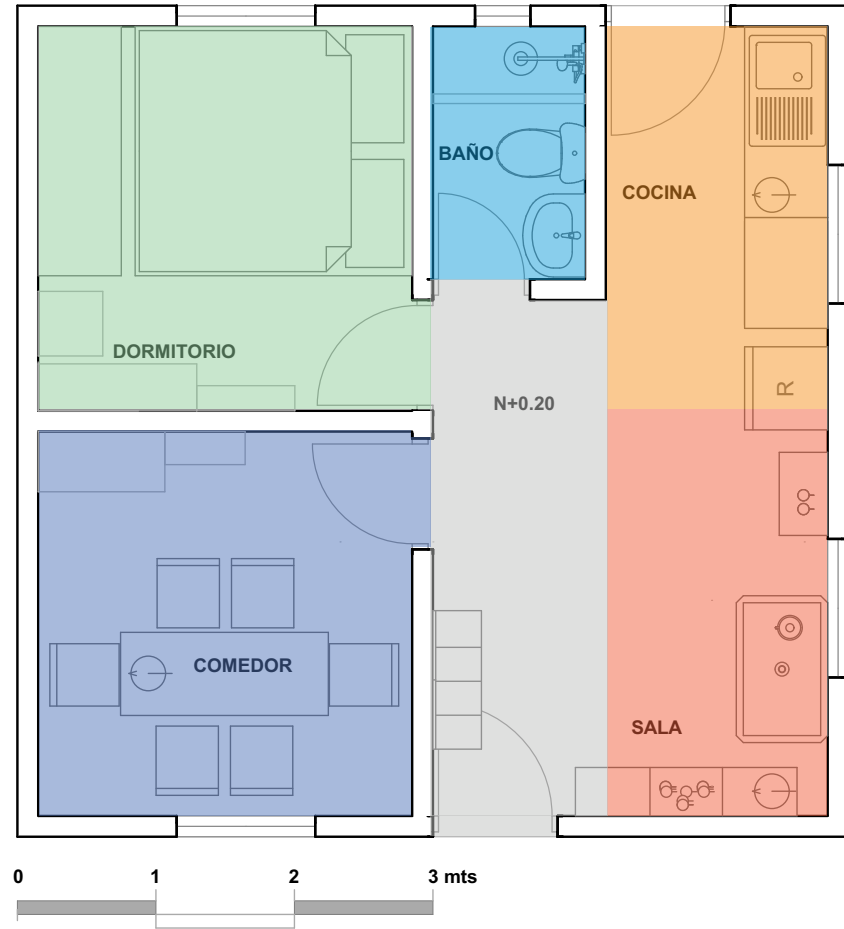 BAÑO
COCINA
DORMITORIO
R
N+0.20
COMEDOR
SALA
0 1 2 3 mts